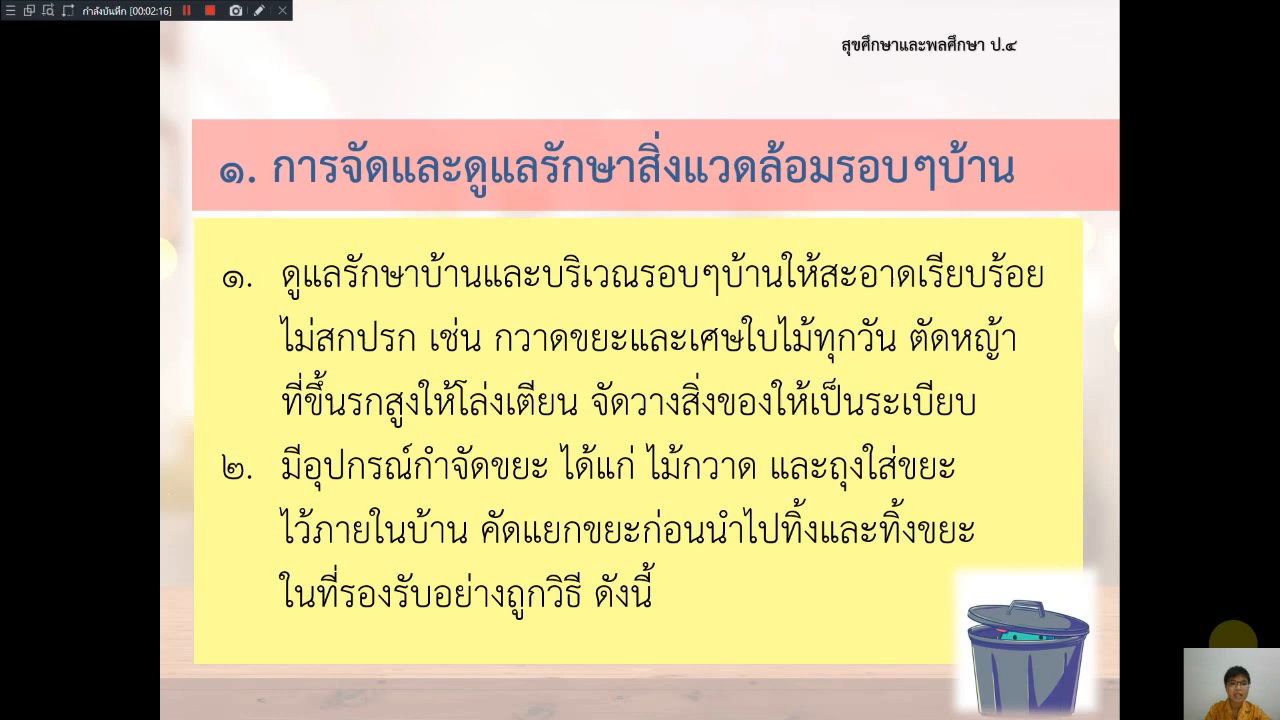 กำลังบันทึก [00:02:16]
สุขศึกษาและพลศึกษา ป.๔
๑. การจัดและดูแลรักษาสิ่งแวดล้อมรอบๆบ้าน
๑. ดูแลรักษาบ้านและบริเวณรอบๆบ้านให้สะอาดเรียบร้อย
ไม่สกปรก เช่น กวาดขยะและเศษใบไม้ทุกวัน ตัดหญ้า
ที่ขึ้นรกสูงให้โล่งเตียน จัดวางสิ่งของให้เป็นระเบียบ
๒. มีอุปกรณ์กำจัดขยะ ได้แก่ ไม้กวาด และถุงใส่ขยะ
ไว้ภายในบ้าน คัดแยกขยะก่อนนำไปทิ้งและทิ้งขยะ
ในที่รองรับอย่างถูกวิธี ดังนี้